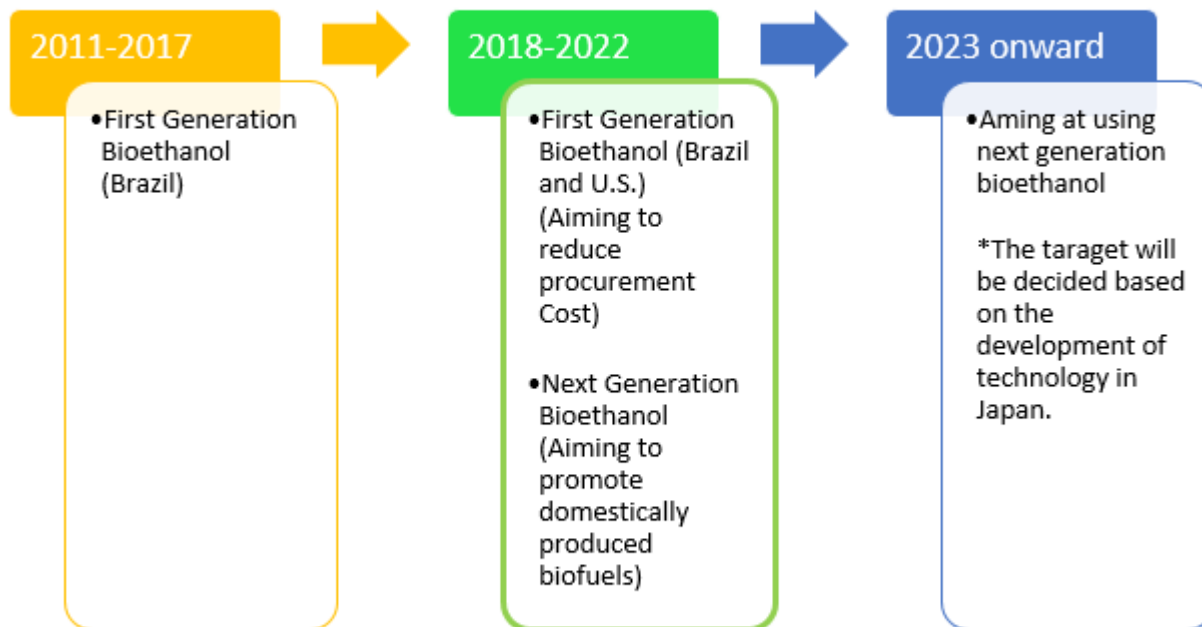 2011-2017
•First Generation
Bioethanol
(Brazil)
2018-2022
•First Generation
Bioethanol (Brazil
and U.S.)
(Aiming to
reduce
procurement
Cost)
•Next Generation
Bioethanol
(Aiming to
promote
domestically
produced
biofuels)
2023 onward
•Aming at using
next generation
bioethanol
*The taraget will
be decided based
on the
development of
technology in
Japan.